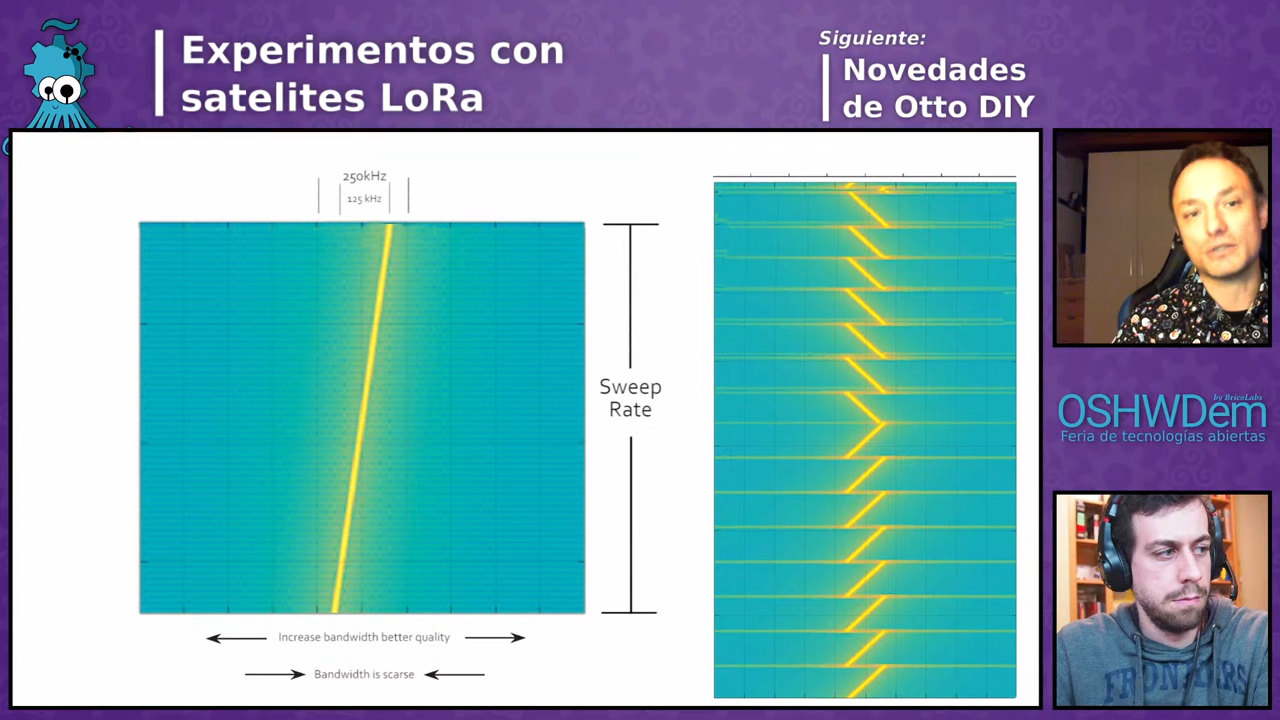 Experimentos con
satelites LoRa
Siguiente:
Novedades
de Otto DIY
250kHz
125 kHz
Sweep
Rate
Increase bandwidth better quality
Bandwidth is scarse
by BricoLabs
OSHWDem
Feria de tecnologías abiertas
FRONTIERS